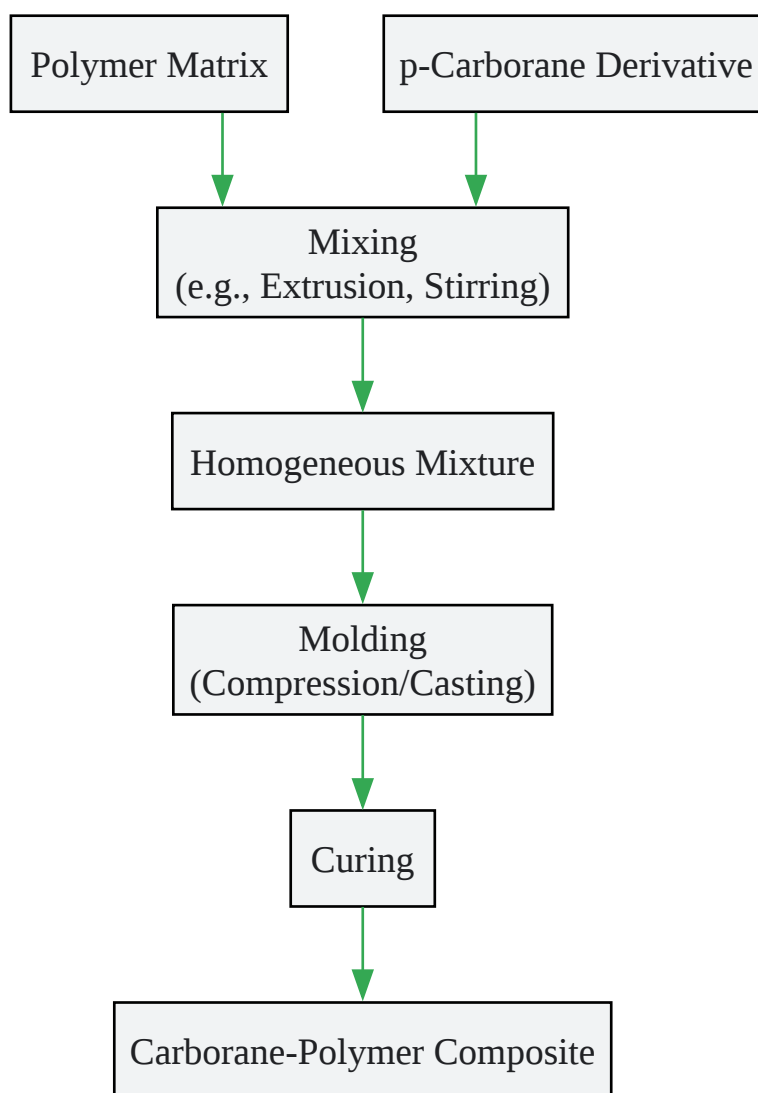 Polymer Matrix
p-Carborane Derivative
Mixing
(e.g., Extrusion, Stirring)
Homogeneous Mixture
Molding
(Compression/Casting)
Curing
Carborane-Polymer Composite